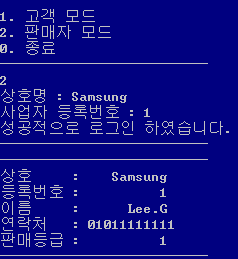 1. 고객 모드
2. 판매자 모드
0. 종료
2
상호명 : Samsung
사업자 등록번호 : 1
성공적으로 로그인 하였습니다.
상호 : Samsung
등록번호 : 1
이름 : Lee.G
연락처 : 01011111111
판매등급 : 1